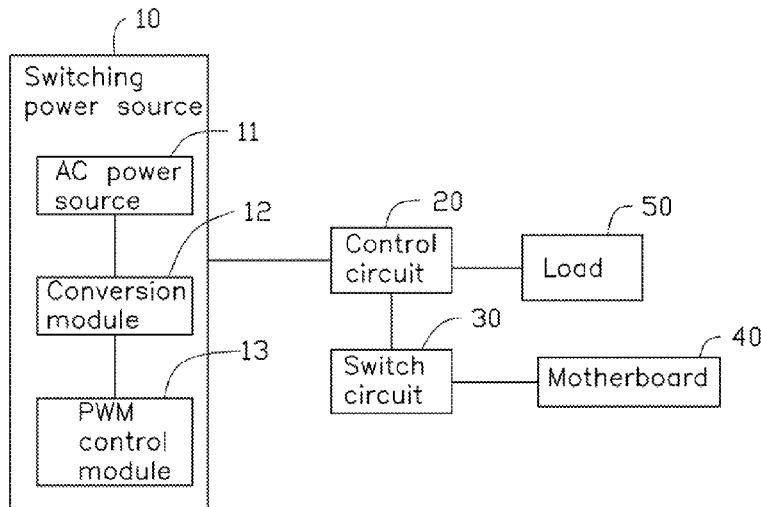 10
Switching
power source
11
AC power
source
12
20
50
Control
circuit
Load
Conversion
module
30
13
40
Switch
circuit
Motherboard
PWM
control
module